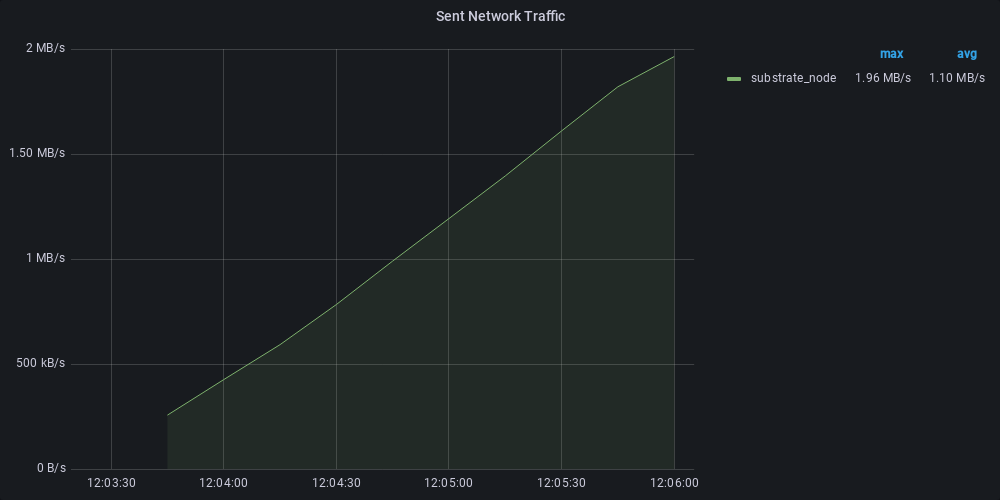 Sent Network Traffic
2 MB/s
1.50 MB/s
1 MB/s
500 kB/s
0 B/s
12:03:30 12:04:00 12:04:30 12:05:00 12:05:30 12:06:00
max avg
substrate_node 1.96 MB/s 1.10 MB/s